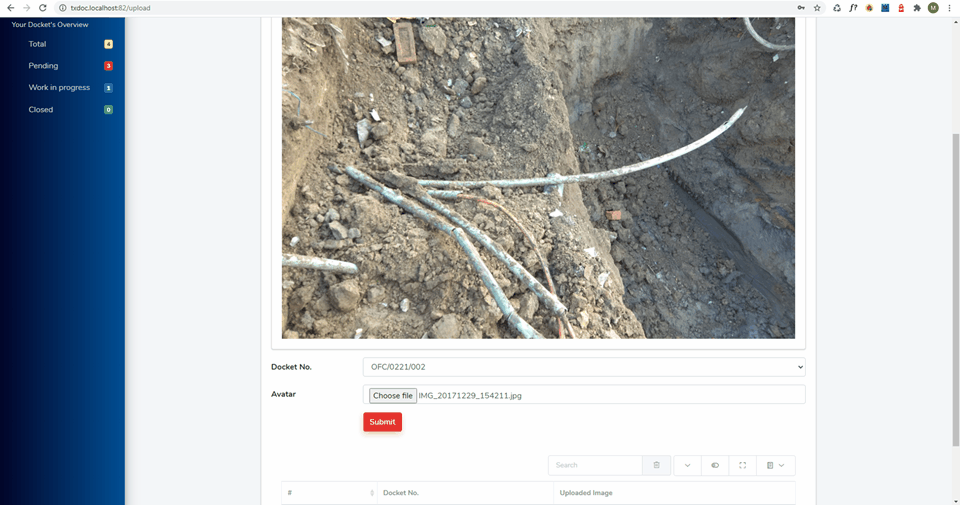 txdoc.localhost:82/upload
f?
M
Your Docket's Overview
Total 4
Pending 3
Work in progress 1
Closed 0
Docket No. OFC/0221/002
Avatar Choose file IMG_20171229_154211.jpg
Submit
Search
# Docket No. Uploaded Image